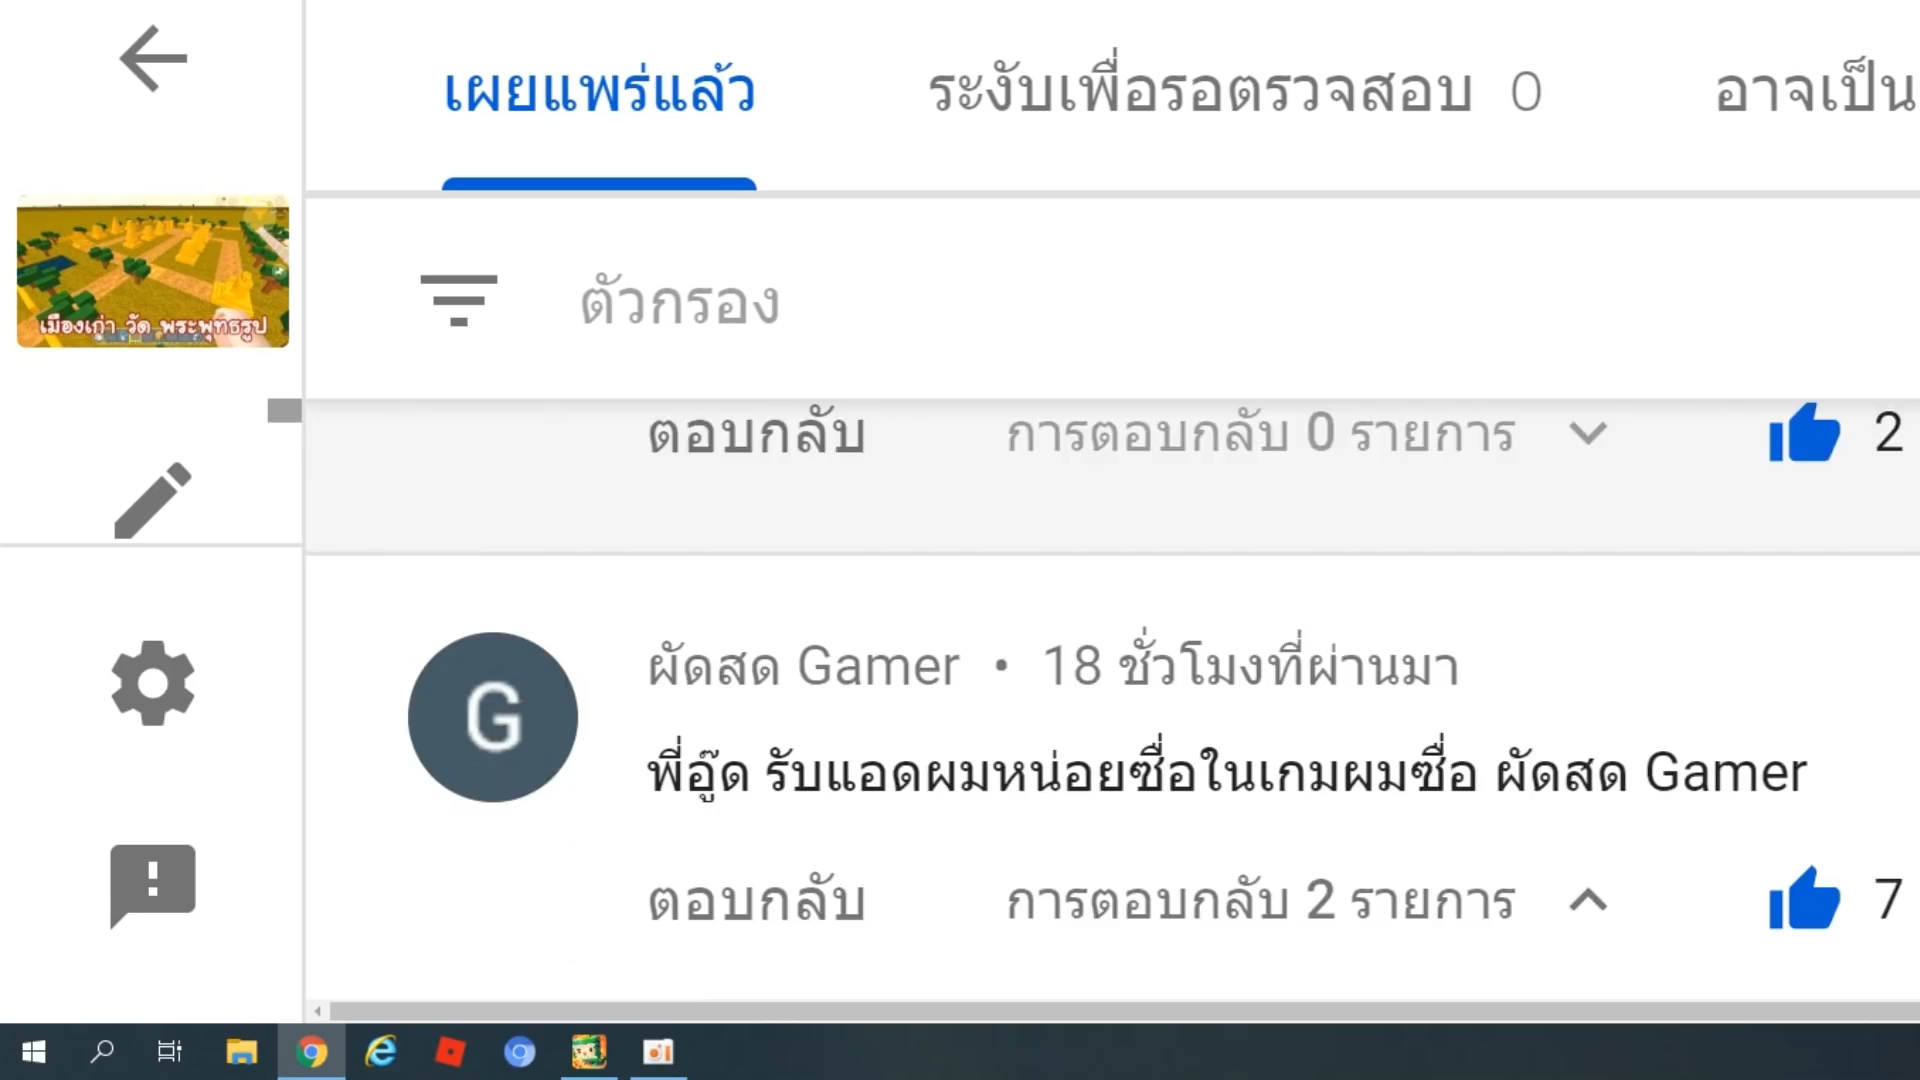 เผยแพร่แล้ว
ระงับเพื่อรอตรวจสอบ 0
อาจเป็น
เมืองเก่า วัด พระพุทธรูป
ตัวกรอง
ตอบกลับ การตอบกลับ 0 รายการ 2
G
ผัดสด Gamer • 18 ชั่วโมงที่ผ่านมา
พี่อู๊ด รับแอดผมหน่อยชื่อในเกมผมชื่อ ผัดสด Gamer
ตอบกลับ การตอบกลับ 2 รายการ 7